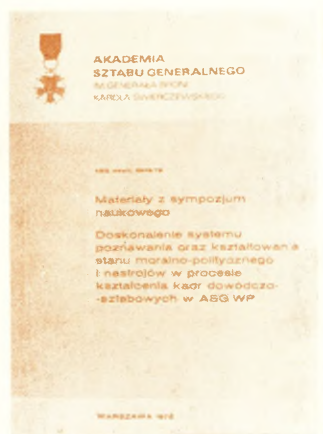 AKADEMIA
SZTABU GENERALNEGO
IM. GENERAŁA BRONI
KAROLA ŚWIERCZEWSKIEGO
Materiały z sympozjum
naukowego
Doskonalenie systemu
poznawania oraz kształtowania
stanu moralno-politycznego
i nastrojów w procesie
kształcenia kadr dowódczo-
-sztabowych w ASG WP
WARSZAWA